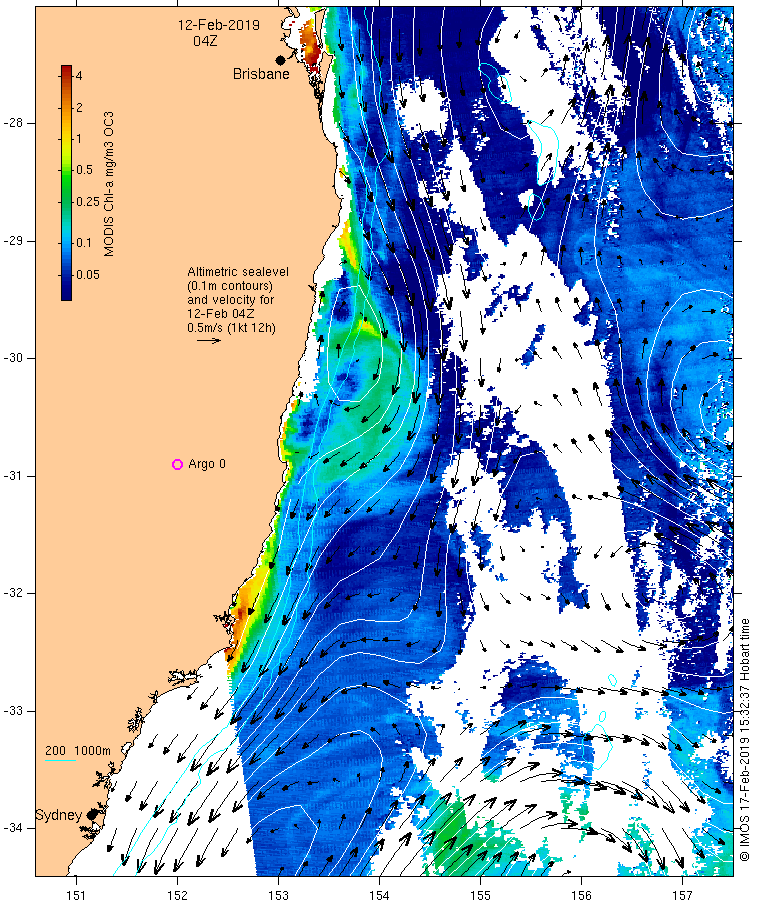 12-Feb-2019
04Z
Brisbane
4
2
1
0.5
0.25
0.1
0.05
MODIS Chl-a mg/m3 OC3
Altimetric sealevel
(0.1m contours)
and velocity for
12-Feb 04Z
0.5m/s (1kt 12h)
Argo 0
200 1000m
Sydney
-28
-29
-30
-31
-32
-33
-34
151
152
153
154
155
156
157
© IMOS 17-Feb-2019 15:32:37 Hobart time